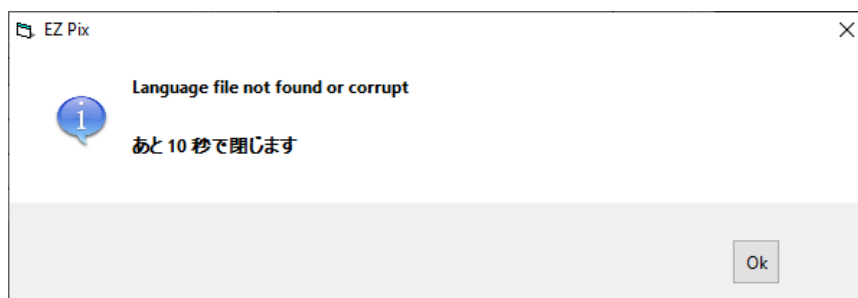 EZ Pix
Language file not found or corrupt
あと 10 秒で閉じます
Ok